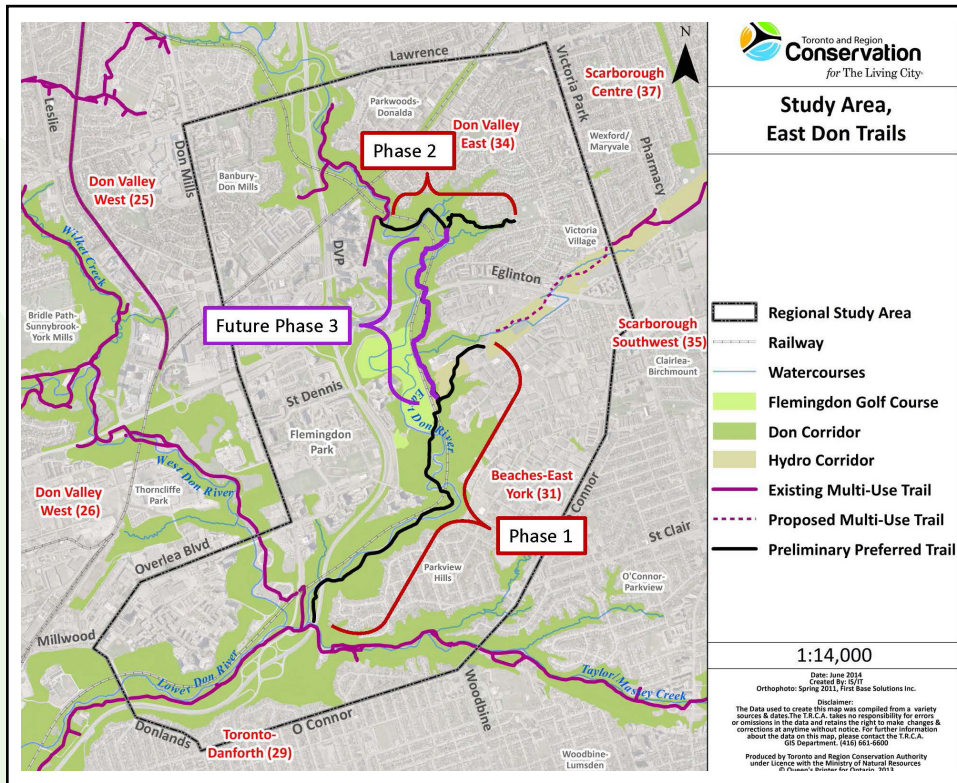 Toronto and Region
Conservation
for The Living City
Study Area,
East Don Trails
N
Lawrence
Victoria Park
Scarborough
Centre (37)
Leslie
Parkwoods-
Donalda
Don Valley
East (34)
Wexford/
Maryvale
Phase 2
Don Mills
Pharmacy
Don Valley
West (25)
Banbury-
Don Mills
Victoria
Village
DVP
Wilket Creek
Eglinton
Bridle Path-
Sunnybrook-
York Mills
Future Phase 3
Scarborough
Southwest (35)
Clairlea-
Birchmount
St Dennis
East Don River
Flemingdon
Park
West Don River
Beaches-East
York (31)
O Connor
Don Valley
West (26)
Thorncliffe
Park
Phase 1
St Clair
Overlea Blvd
Parkview
Hills
O'Connor-
Parkview
Millwood
Lower Don River
Taylor/Massey Creek
Woodbine
Donlands
O Connor
Toronto-
Danforth (29)
Woodbine-
Lumsden
Regional Study Area
Railway
Watercourses
Flemingdon Golf Course
Don Corridor
Hydro Corridor
Existing Multi-Use Trail
Proposed Multi-Use Trail
Preliminary Preferred Trail
1:14,000
Date: June 2014
Created By: IS/IT
Orthophoto: Spring 2011, First Base Solutions Inc.
Disclaimer:
The Data used to create this map was compiled from a variety
sources & dates.The T.R.C.A. takes no responsibility for errors
or omissions in the data and retains the right to make changes &
corrections at anytime without notice. For further information
about the data on this map, please contact the T.R.C.A.
GIS Department. (416) 661-6600
Produced by Toronto and Region Conservation Authority
under Licence with the Ministry of Natural Resources
© Queen's Printer for Ontario, 2013